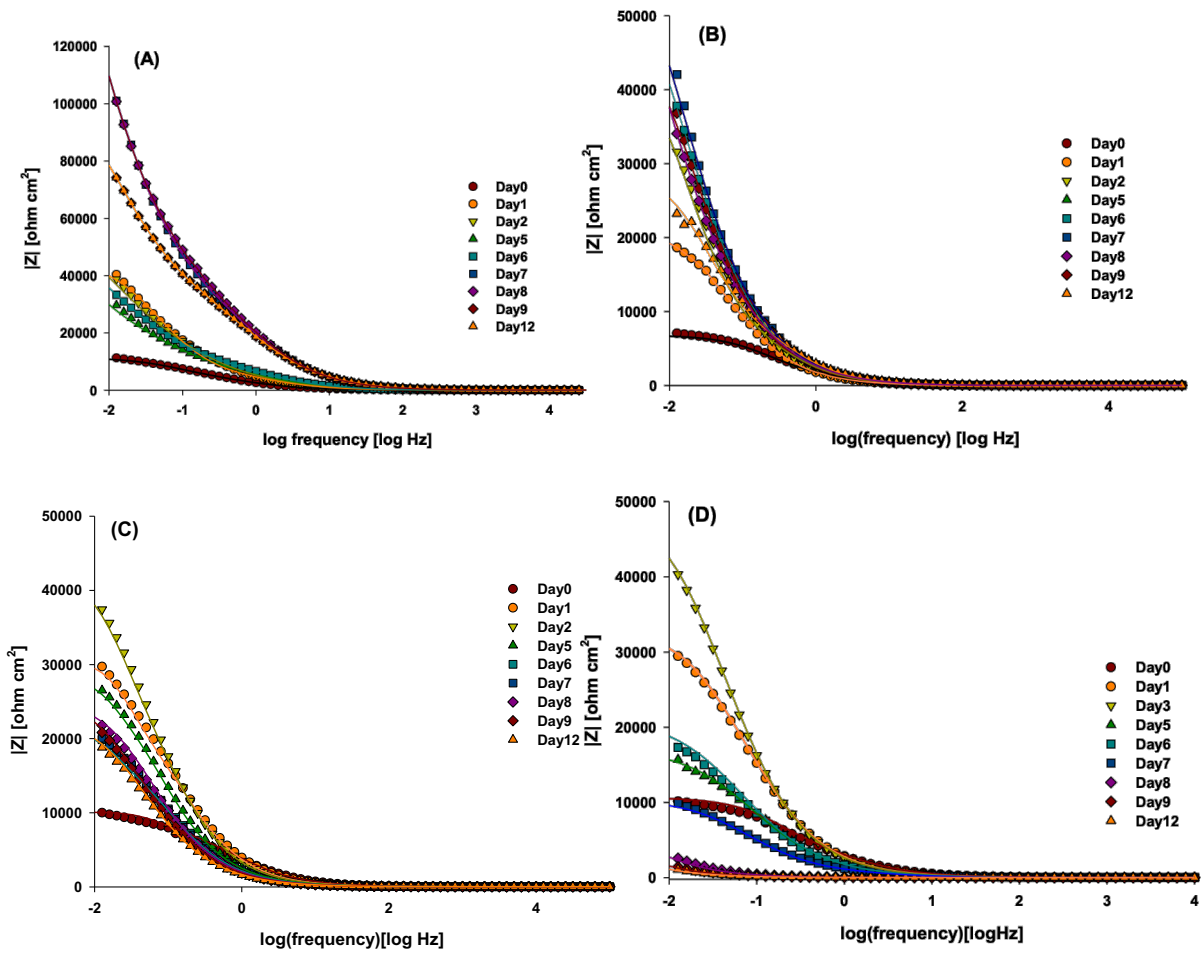 (A)
|Z| [ohm cm²]
120000
100000
80000
60000
40000
20000
0
-2 -1 0 1 2 3 4
log frequency [log Hz]
Day0
Day1
Day2
Day5
Day6
Day7
Day8
Day9
Day12
(B)
|Z| [ohm cm²]
50000
40000
30000
20000
10000
0
-2 0 2 4
log(frequency) [log Hz]
Day0
Day1
Day2
Day5
Day6
Day7
Day8
Day9
Day12
(C)
|Z| [ohm cm²]
50000
40000
30000
20000
10000
0
-2 0 2 4
log(frequency)[log Hz]
Day0
Day1
Day2
Day5
Day6
Day7
Day8
Day9
Day12
(D)
|Z| [ohm cm²]
50000
40000
30000
20000
10000
0
-2 -1 0 1 2 3 4
log(frequency)[logHz]
Day0
Day1
Day3
Day5
Day6
Day7
Day8
Day9
Day12